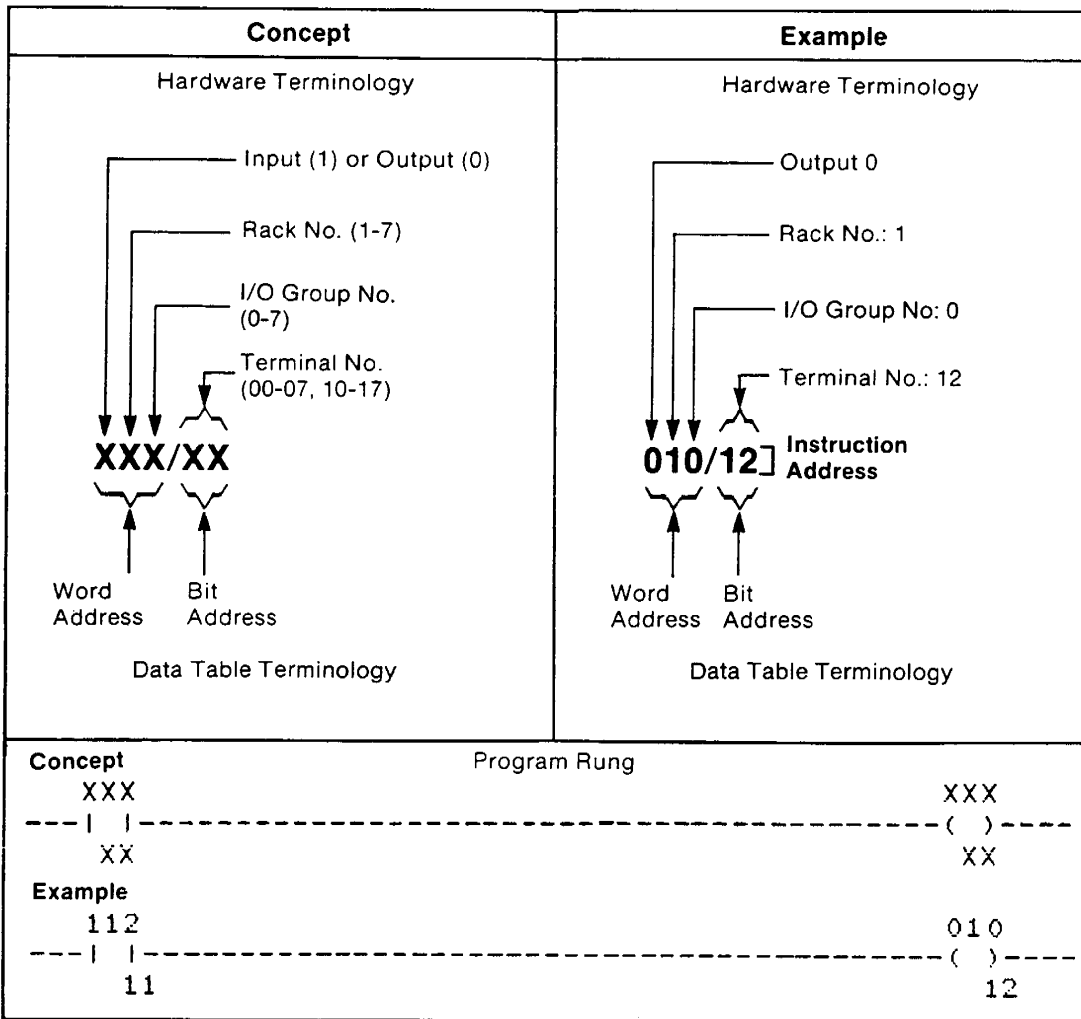 Concept
Example
Hardware Terminology
Input (1) or Output (0)
Rack No. (1-7)
I/O Group No.
(0-7)
Terminal No.
(00-07, 10-17)
XXX/XX
Word
Address
Bit
Address
Data Table Terminology
Hardware Terminology
Output 0
Rack No.: 1
I/O Group No: 0
Terminal No.: 12
010/12]
Instruction
Address
Word
Address
Bit
Address
Data Table Terminology
Concept
Program Rung
XXX XXX
---| |--------------------------------------------------( )----
XX XX
Example
112 010
---| |--------------------------------------------------( )----
11 12